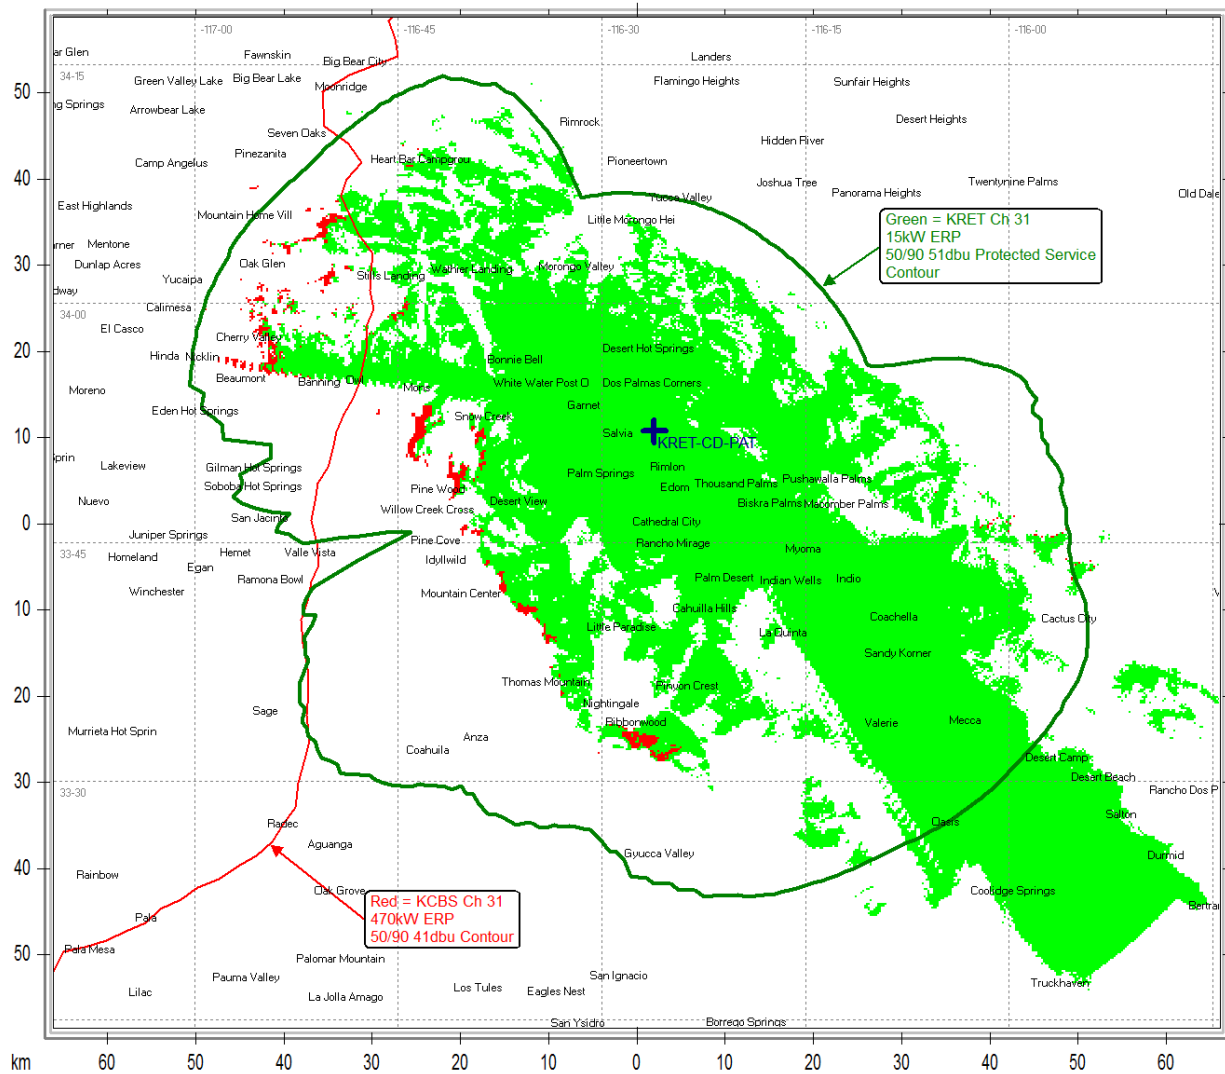 -117-00 -116-45 -116-30 -116-15 -116-00
ar Glen Fawnskin Landers
Big Bear City
34-15 Green Valley Lake Big Bear Lake Flamingo Heights Sunfair Heights
Moonridge
50
ng Springs Arrowbear Lake
Rimrock Desert Heights
Seven Oaks Hidden River
Pinezanita
Camp Angelus Heart Bar Campgrou Pioneertown
40
Joshua Tree Twentynine Palms
Panorama Heights Old Dale
Yucca Valley
East Highlands
Mountain Home Vill Little Morongo Hei
Green = KRET Ch 31
15kW ERP
50/90 51dbu Protected Service
Contour
arner Mentone
30
Dunlap Acres Oak Glen Wathier Landing Morongo Valley
Yucaipa Stills Landing
dway
Calimesa
34-00
El Casco
Cherry Valley
20
Hinda Nicklin Bonnie Bell Desert Hot Springs
Beaumont Banning Owl Mons White Water Post O Dos Palmas Corners
Moreno
Eden Hot Springs Snow Creek Garnet
10
Salvia KRET-CD-PAT
Sprin Lakeview Gilman Hot Springs Palm Springs Rimlon
Soboba Hot Springs Pine Wood Edom Thousand Palms Pushawalla Palms
Nuevo Desert View Biskra Palms Macomber Palms
Willow Creek Cross
0
San Jacinto Cathedral City
Juniper Springs Pine Cove Rancho Mirage
33-45
Homeland Hemet Valle Vista Idyllwild Myoma
Egan
Ramona Bowl Palm Desert Indian Wells Indio
Winchester Mountain Center
10
Cahuilla Hills Coachella Cactus City
Little Paradise La Quinta
Sandy Korner
20
Thomas Mountain Pinyon Crest
Sage Nightingale
Murrieta Hot Sprin Ribbonwood Valerie Mecca
Coahuila Anza
Desert Camp
30
33-30 Desert Beach
Rancho Dos P
Radec Oasis Salton
Aguanga
Gyucca Valley Durmid
40
Rainbow
Oak Grove Coolidge Springs
Red = KCBS Ch 31
470kW ERP
50/90 41dbu Contour
Pala Bertra
Pala Mesa
50
Palomar Mountain
Pauma Valley San Ignacio
Lilac La Jolla Amago Los Tules Eagles Nest Truckhaven
San Ysidro Borrego Springs
km 60 50 40 30 20 10 0 10 20 30 40 50 60